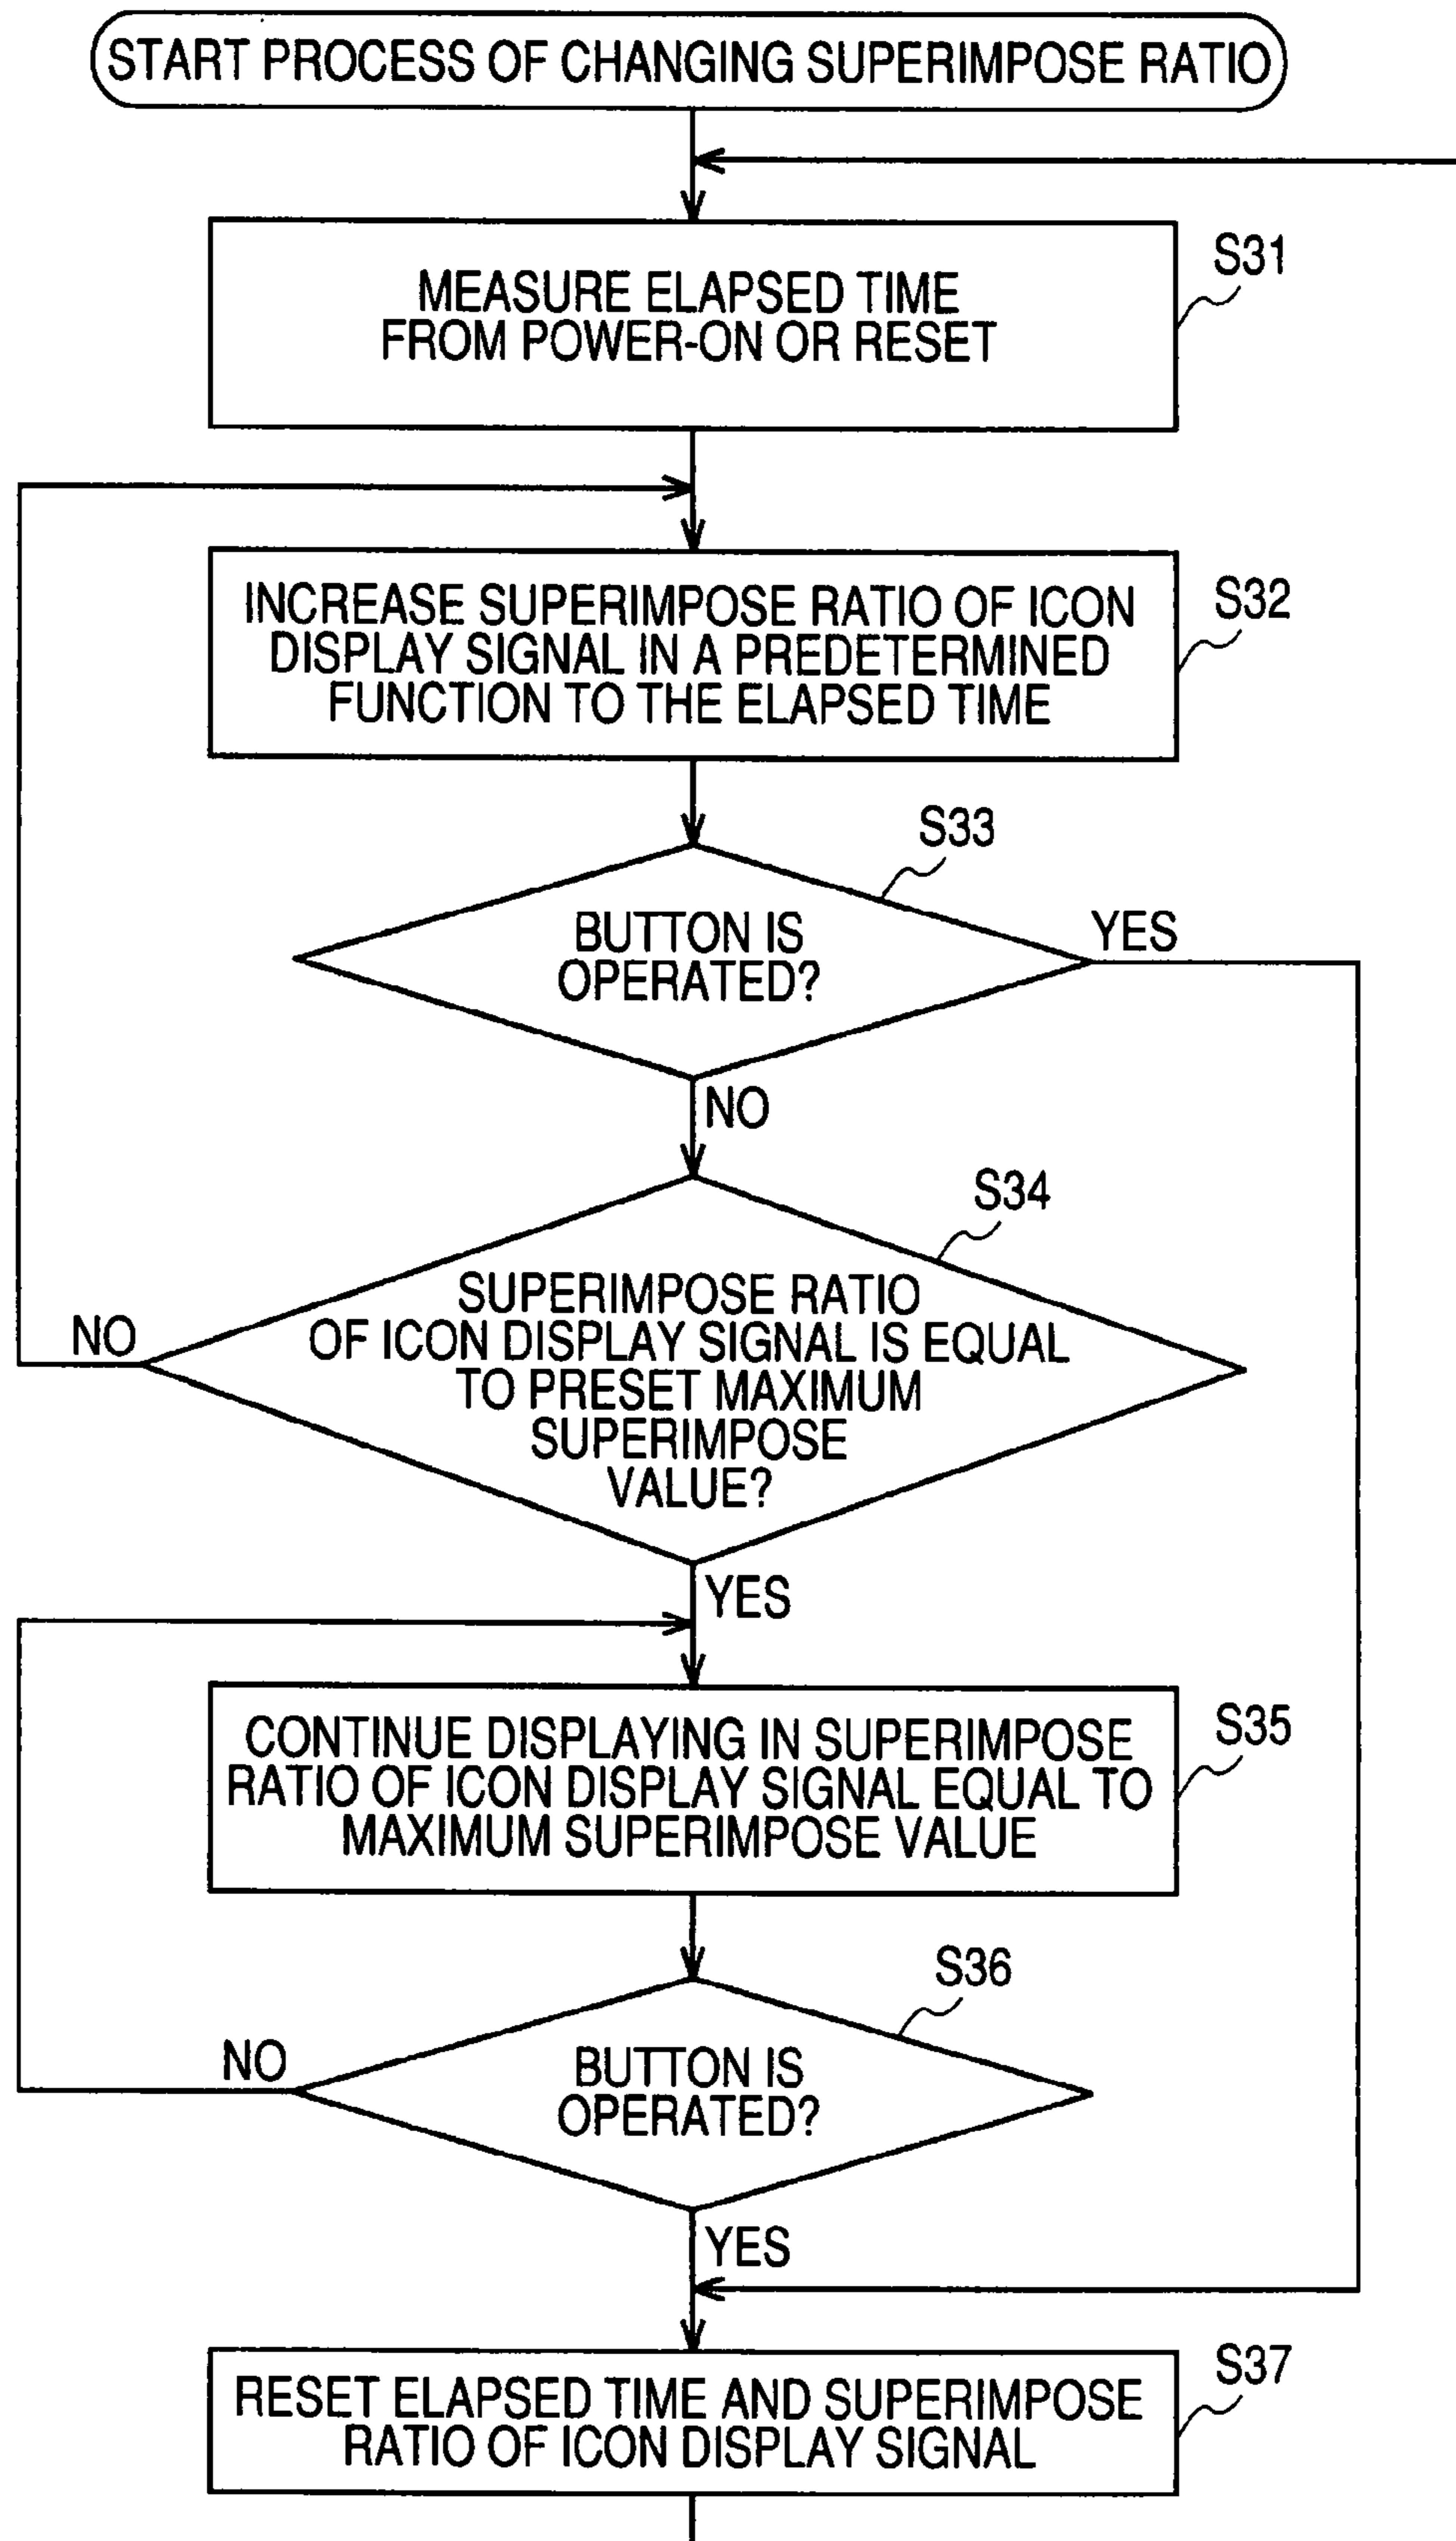 START PROCESS OF CHANGING SUPERIMPOSE RATIO
S31
MEASURE ELAPSED TIME
FROM POWER-ON OR RESET
S32
INCREASE SUPERIMPOSE RATIO OF ICON
DISPLAY SIGNAL IN A PREDETERMINED
FUNCTION TO THE ELAPSED TIME
S33
BUTTON IS
OPERATED?
YES
NO
S34
SUPERIMPOSE RATIO
OF ICON DISPLAY SIGNAL IS EQUAL
TO PRESET MAXIMUM
SUPERIMPOSE
VALUE?
NO
YES
S35
CONTINUE DISPLAYING IN SUPERIMPOSE
RATIO OF ICON DISPLAY SIGNAL EQUAL TO
MAXIMUM SUPERIMPOSE VALUE
S36
BUTTON IS
OPERATED?
NO
YES
S37
RESET ELAPSED TIME AND SUPERIMPOSE
RATIO OF ICON DISPLAY SIGNAL